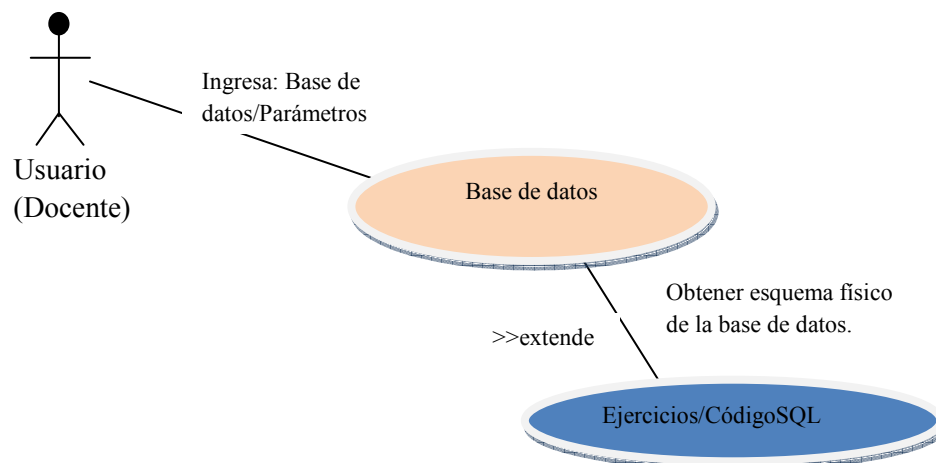 Ingresa: Base de
datos/Parámetros
Usuario
(Docente)
Base de datos
Obtener esquema físico
de la base de datos.
>>extende
Ejercicios/CódigoSQL